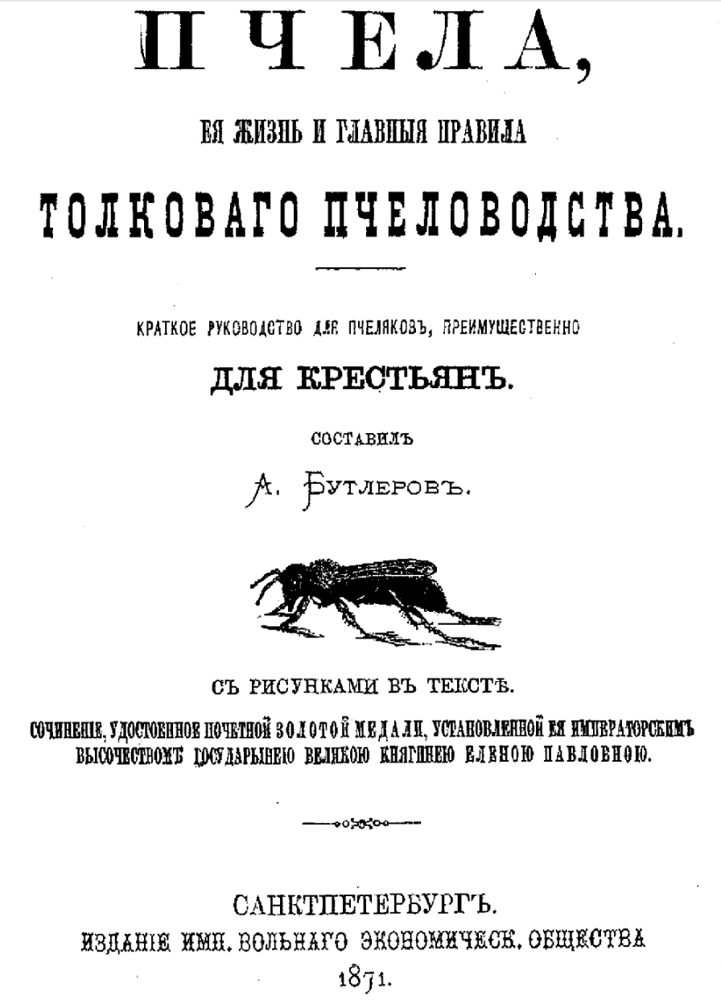 ПЧЕЛА,
ЕЯ ЖИЗНЬ И ГЛАВНЫЯ ПРАВИЛА
ТОЛКОВАГО ПЧЕЛОВОДСТВА.
КРАТКОЕ РУКОВОДСТВО ДЛЯ ПЧЕЛЯКОВЪ, ПРЕИМУЩЕСТВЕННО
ДЛЯ КРЕСТЬЯНЪ.
СОСТАВИЛЪ
А. БУТЛЕРОВЪ.
СЪ РИСУНКАМИ ВЪ ТЕКСТѢ.
СОЧИНЕНІЕ, УДОСТОЕННОЕ ПОЧЕТНОЙ ЗОЛОТОЙ МЕДАЛИ, УСТАНОВЛЕННОЙ ЕЯ ИМПЕРАТОРСКИМЪ
ВЫСОЧЕСТВОМЪ ГОСУДАРЫНЕЮ ВЕЛИКОЮ КНЯГИНЕЮ ЕЛЕНОЮ ПАВЛОВНОЮ.
САНКТПЕТЕРБУРГЪ.
ИЗДАНІЕ ИМП. ВОЛЬНАГО ЭКОНОМИЧЕСК. ОБЩЕСТВА
1871.